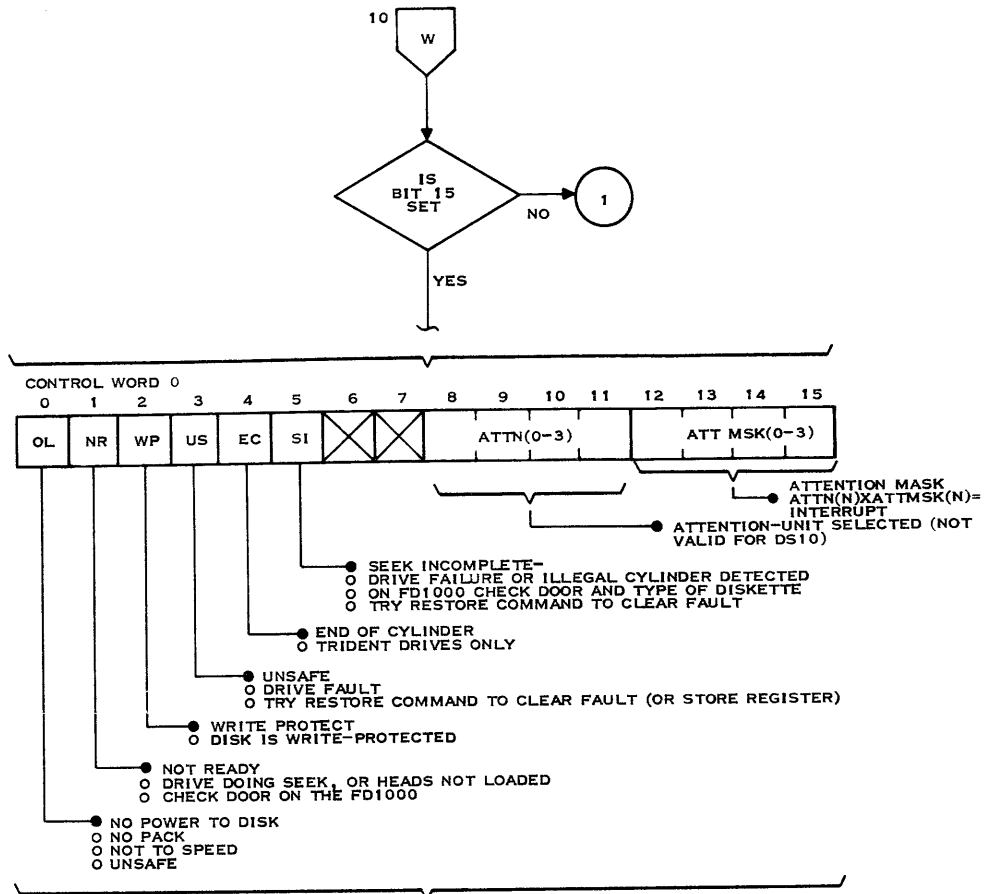 10
W
IS
BIT 15
SET
NO
1
YES
CONTROL WORD 0
0 1 2 3 4 5 6 7 8 9 10 11 12 13 14 15
OL NR WP US EC SI ATTN(0-3) ATT MSK(0-3)
ATTENTION MASK
ATTN(N)XATTMSK(N)=
INTERRUPT
ATTENTION-UNIT SELECTED (NOT
VALID FOR DS10)
SEEK INCOMPLETE-
DRIVE FAILURE OR ILLEGAL CYLINDER DETECTED
ON FD1000 CHECK DOOR AND TYPE OF DISKETTE
TRY RESTORE COMMAND TO CLEAR FAULT
END OF CYLINDER
TRIDENT DRIVES ONLY
UNSAFE
DRIVE FAULT
TRY RESTORE COMMAND TO CLEAR FAULT (OR STORE REGISTER)
WRITE PROTECT
DISK IS WRITE-PROTECTED
NOT READY
DRIVE DOING SEEK, OR HEADS NOT LOADED
CHECK DOOR ON THE FD1000
NO POWER TO DISK
NO PACK
NOT TO SPEED
UNSAFE